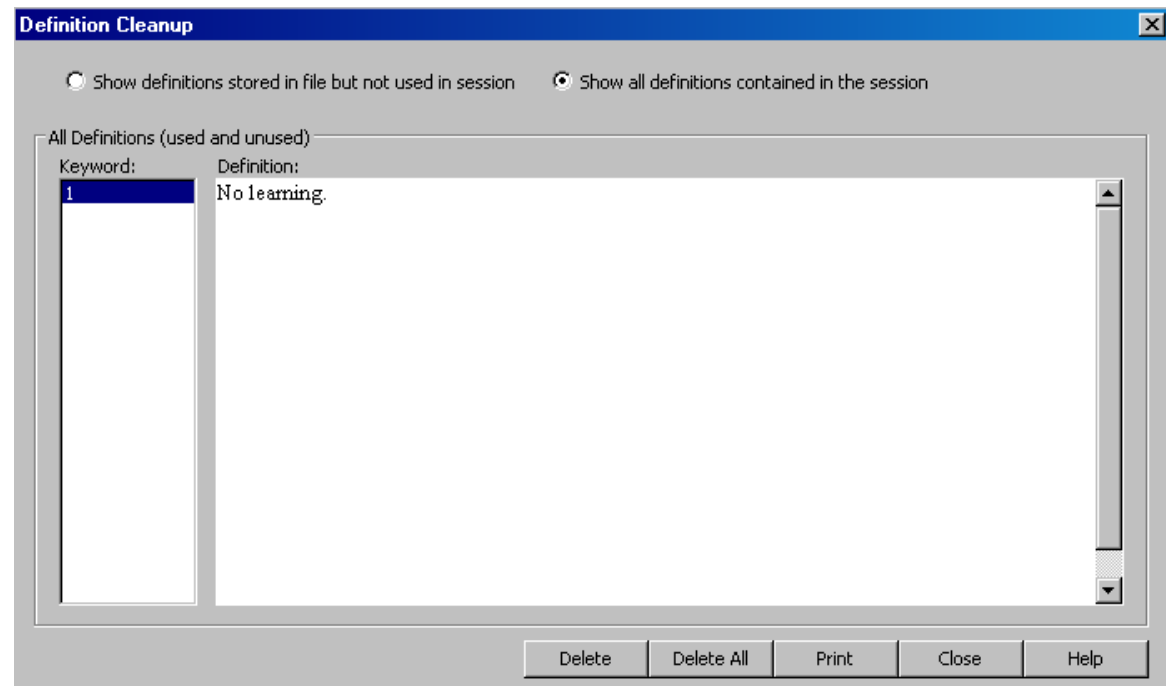 Definition Cleanup
Show definitions stored in file but not used in session Show all definitions contained in the session
All Definitions (used and unused)
Keyword: Definition:
1 No learning.
Delete Delete All Print Close Help